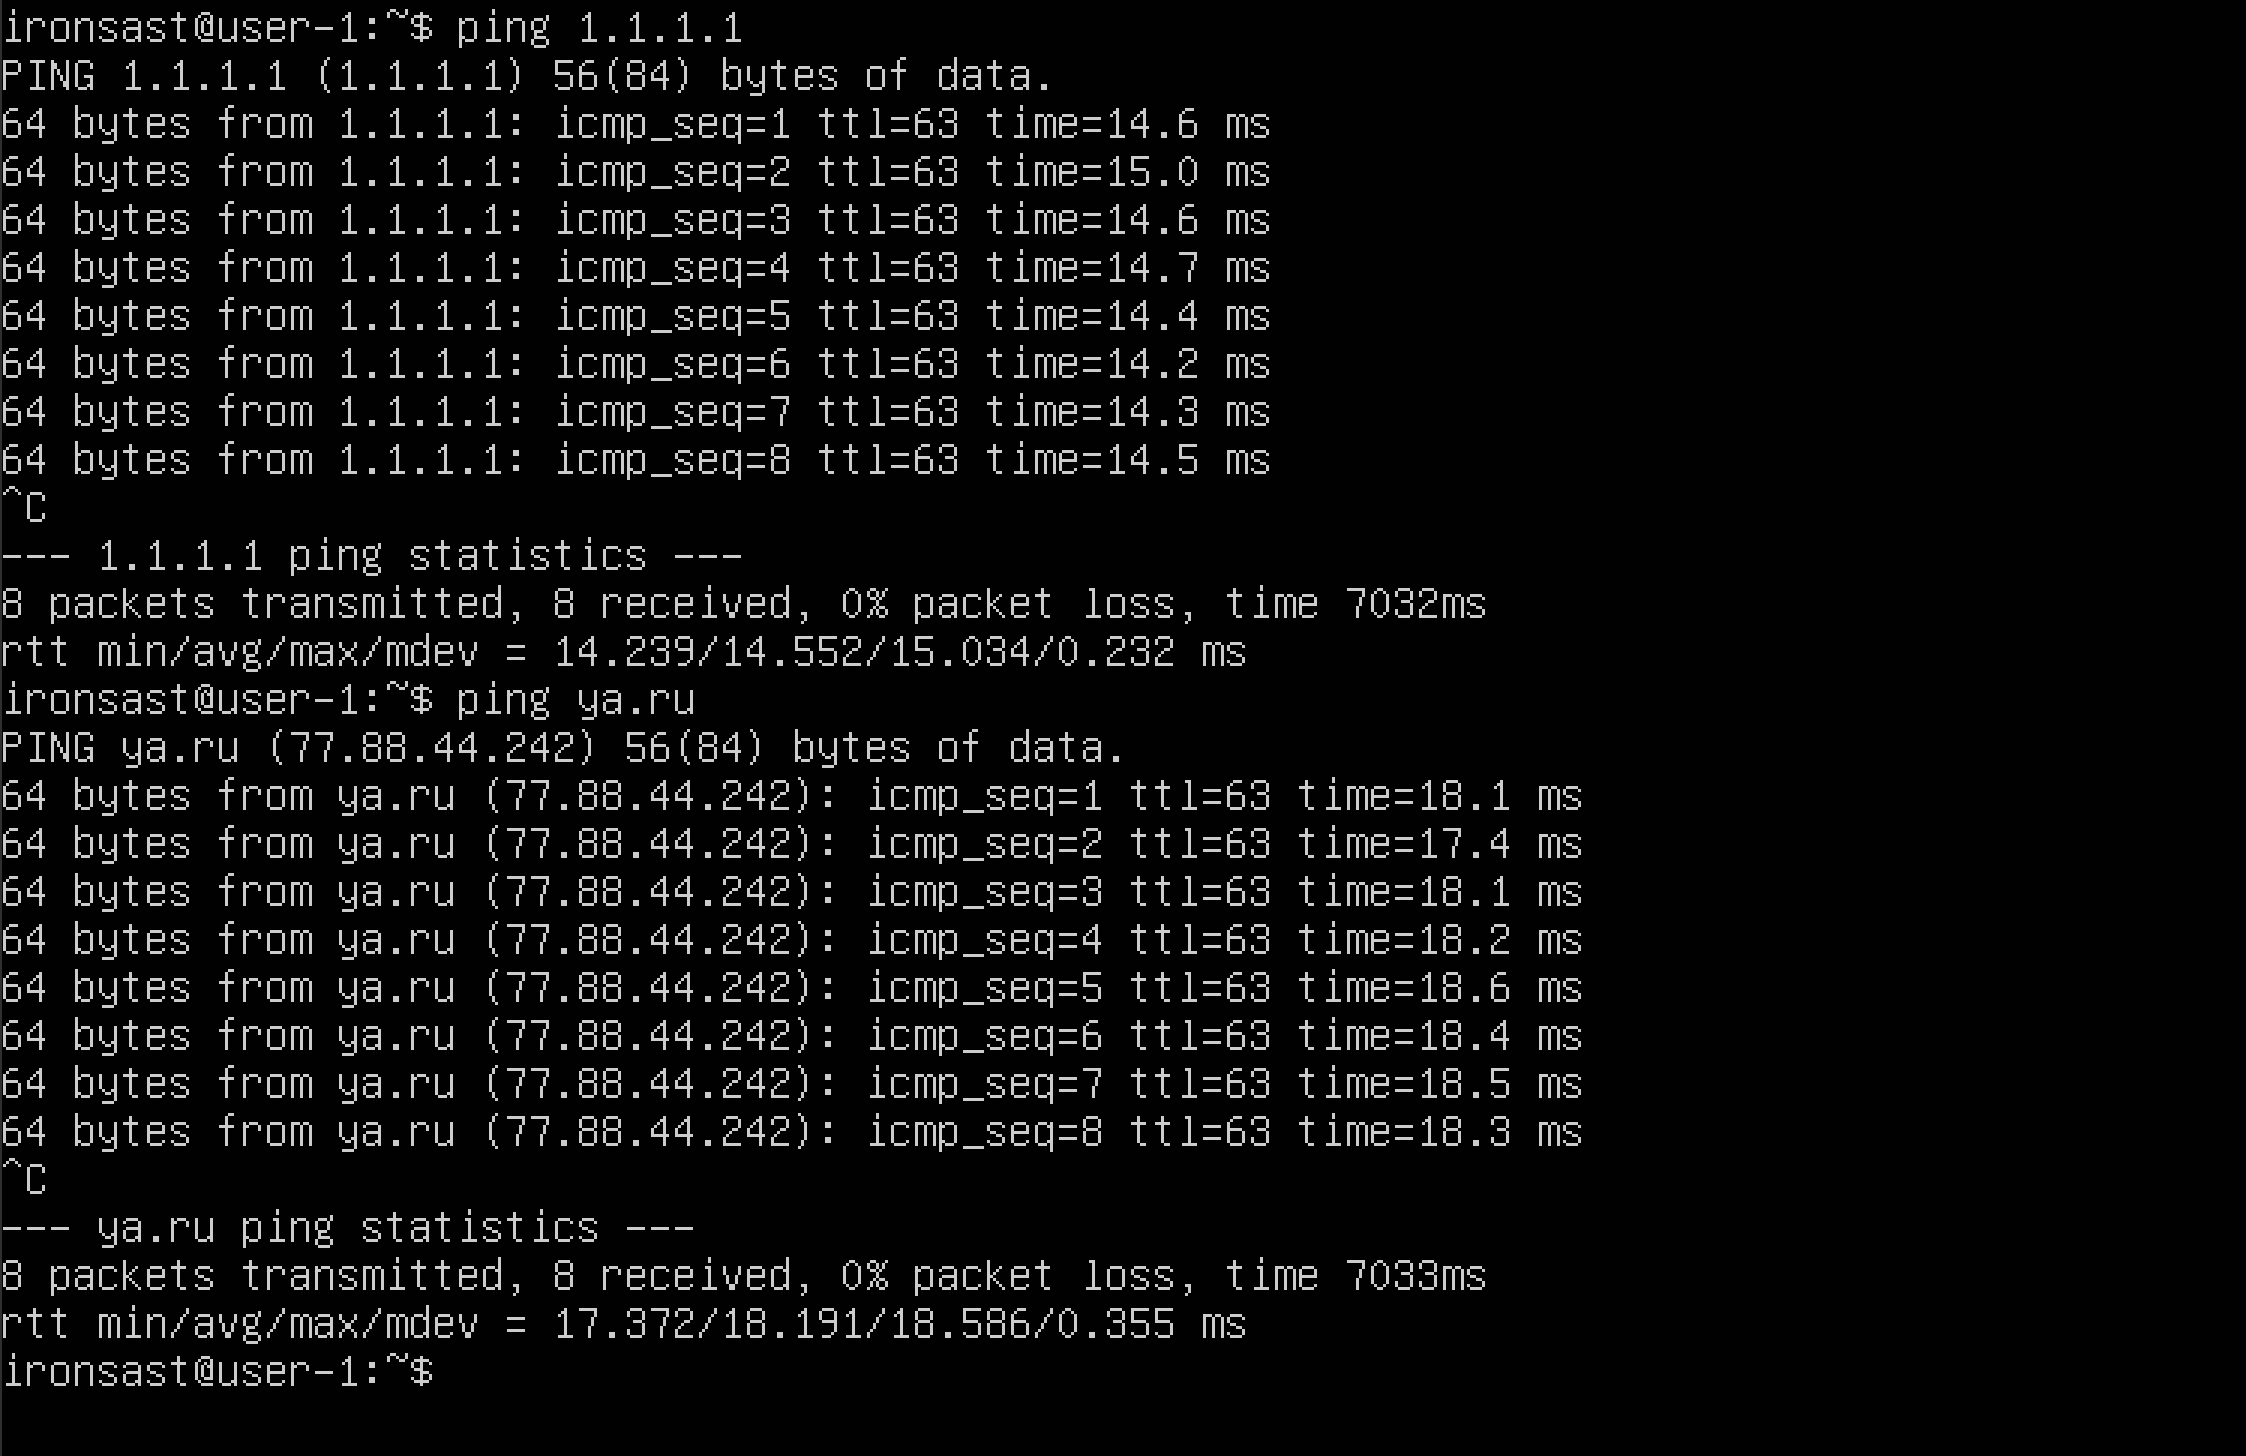 ironsast@user-1:~$ ping 1.1.1.1
PING 1.1.1.1 (1.1.1.1) 56(84) bytes of data.
64 bytes from 1.1.1.1: icmp_seq=1 ttl=63 time=14.6 ms
64 bytes from 1.1.1.1: icmp_seq=2 ttl=63 time=15.0 ms
64 bytes from 1.1.1.1: icmp_seq=3 ttl=63 time=14.6 ms
64 bytes from 1.1.1.1: icmp_seq=4 ttl=63 time=14.7 ms
64 bytes from 1.1.1.1: icmp_seq=5 ttl=63 time=14.4 ms
64 bytes from 1.1.1.1: icmp_seq=6 ttl=63 time=14.2 ms
64 bytes from 1.1.1.1: icmp_seq=7 ttl=63 time=14.3 ms
64 bytes from 1.1.1.1: icmp_seq=8 ttl=63 time=14.5 ms
^C
--- 1.1.1.1 ping statistics ---
8 packets transmitted, 8 received, 0% packet loss, time 7032ms
rtt min/avg/max/mdev = 14.239/14.552/15.034/0.232 ms
ironsast@user-1:~$ ping ya.ru
PING ya.ru (77.88.44.242) 56(84) bytes of data.
64 bytes from ya.ru (77.88.44.242): icmp_seq=1 ttl=63 time=18.1 ms
64 bytes from ya.ru (77.88.44.242): icmp_seq=2 ttl=63 time=17.4 ms
64 bytes from ya.ru (77.88.44.242): icmp_seq=3 ttl=63 time=18.1 ms
64 bytes from ya.ru (77.88.44.242): icmp_seq=4 ttl=63 time=18.2 ms
64 bytes from ya.ru (77.88.44.242): icmp_seq=5 ttl=63 time=18.6 ms
64 bytes from ya.ru (77.88.44.242): icmp_seq=6 ttl=63 time=18.4 ms
64 bytes from ya.ru (77.88.44.242): icmp_seq=7 ttl=63 time=18.5 ms
64 bytes from ya.ru (77.88.44.242): icmp_seq=8 ttl=63 time=18.3 ms
^C
--- ya.ru ping statistics ---
8 packets transmitted, 8 received, 0% packet loss, time 7033ms
rtt min/avg/max/mdev = 17.372/18.191/18.586/0.355 ms
ironsast@user-1:~$